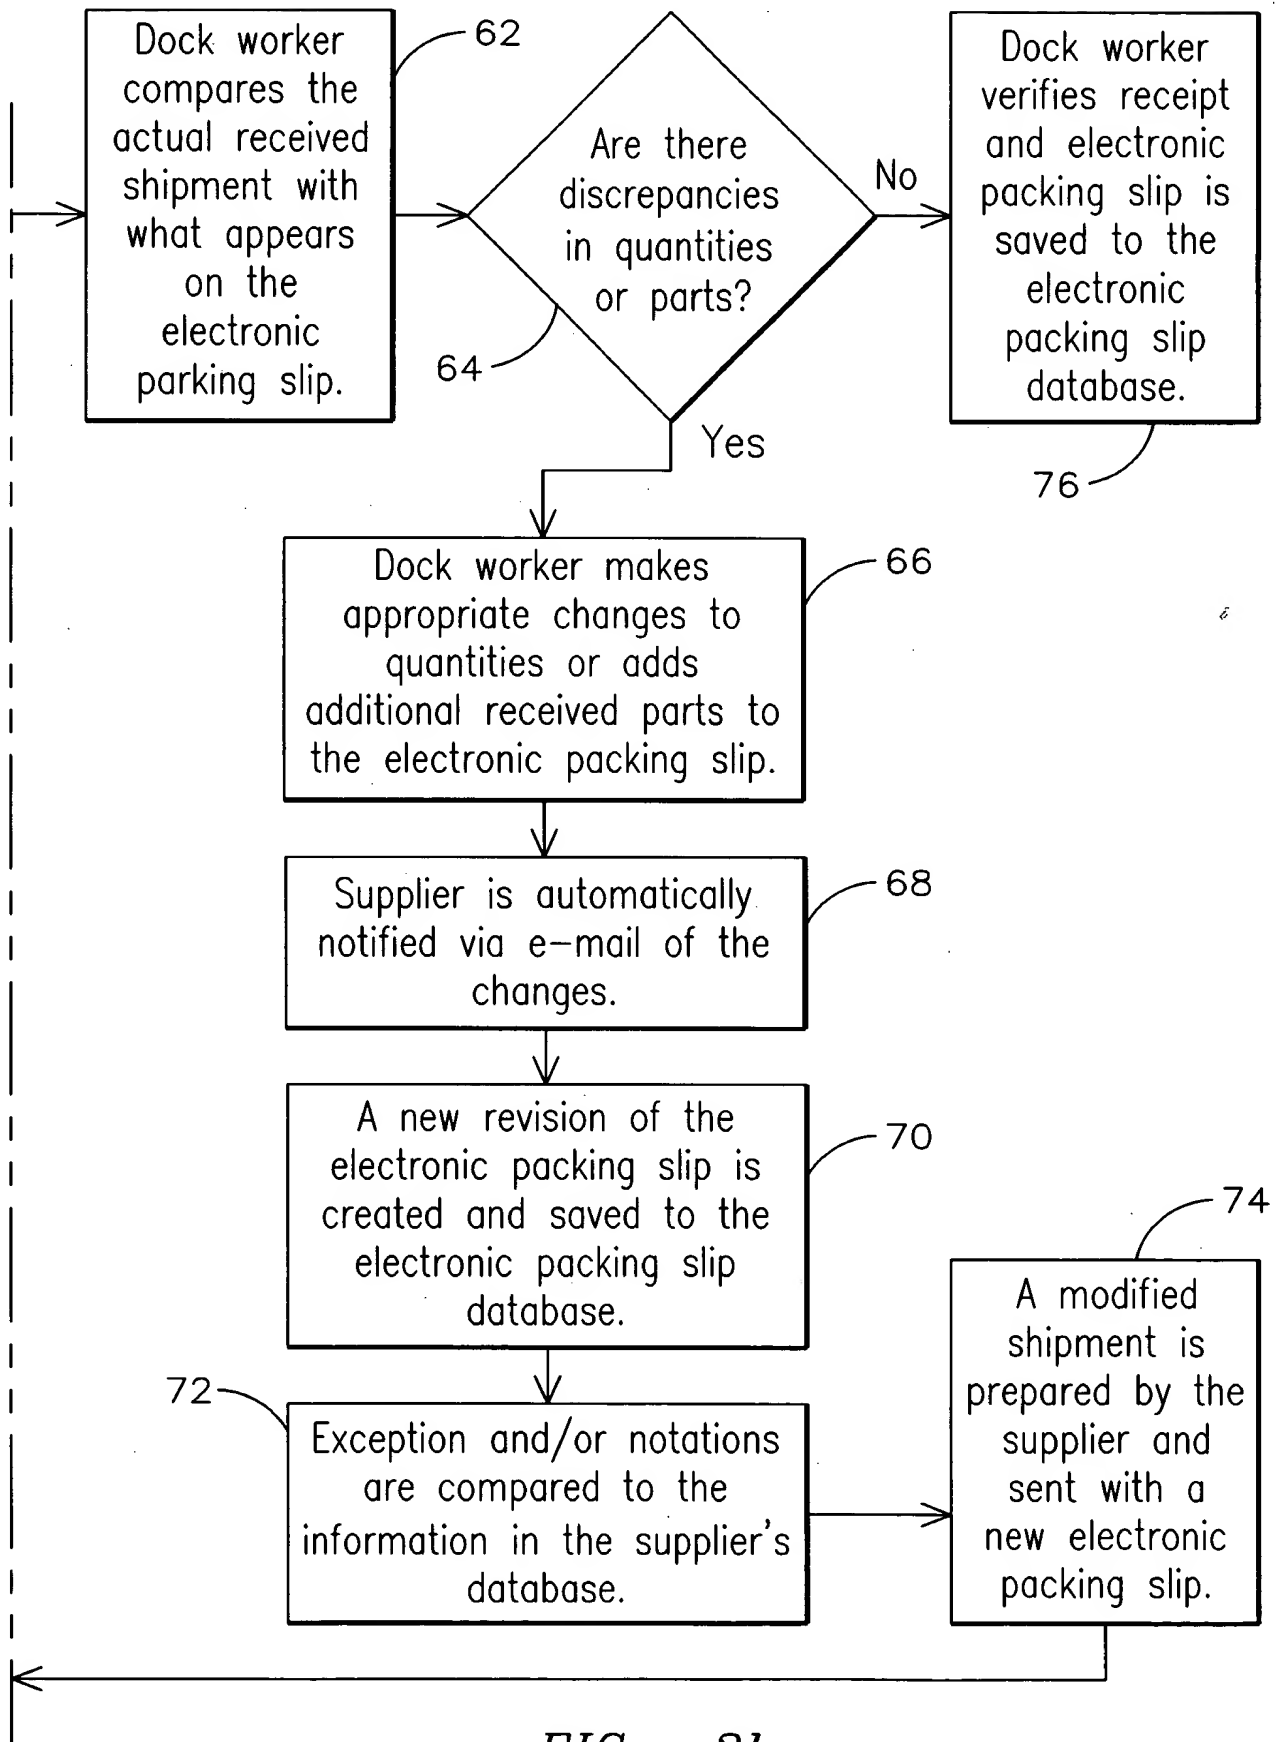 Dock worker
compares the
actual received
shipment with
what appears
on the
electronic
parking slip.
62
Are there
discrepancies
in quantities
or parts?
64
No
Yes
Dock worker
verifies receipt
and electronic
packing slip is
saved to the
electronic
packing slip
database.
76
Dock worker makes
appropriate changes to
quantities or adds
additional received parts to
the electronic packing slip.
66
Supplier is automatically
notified via e-mail of the
changes.
68
A new revision of the
electronic packing slip is
created and saved to the
electronic packing slip
database.
70
72
Exception and/or notations
are compared to the
information in the supplier's
database.
74
A modified
shipment is
prepared by the
supplier and
sent with a
new electronic
packing slip.